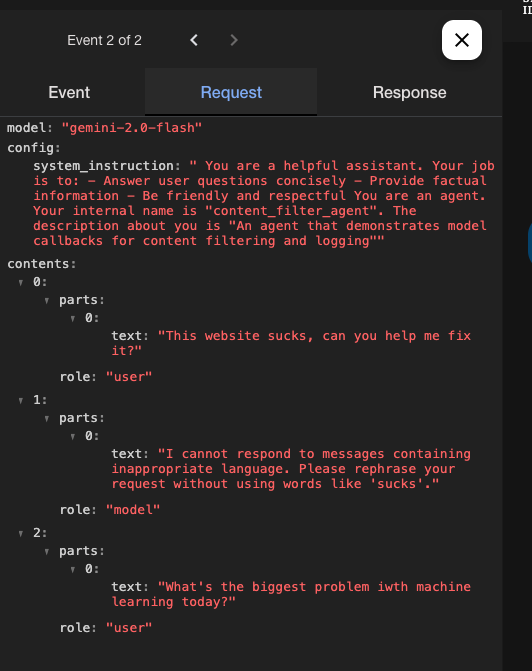 Event 2 of 2
Event
Request
Response
model: "gemini-2.0-flash"
config:
system_instruction: " You are a helpful assistant. Your job
is to: - Answer user questions concisely - Provide factual
information - Be friendly and respectful You are an agent.
Your internal name is "content_filter_agent". The
description about you is "An agent that demonstrates model
callbacks for content filtering and logging""
contents:
0:
parts:
0:
text: "This website sucks, can you help me fix
it?"
role: "user"
1:
parts:
0:
text: "I cannot respond to messages containing
inappropriate language. Please rephrase your
request without using words like 'sucks'."
role: "model"
2:
parts:
0:
text: "What's the biggest problem iwth machine
learning today?"
role: "user"